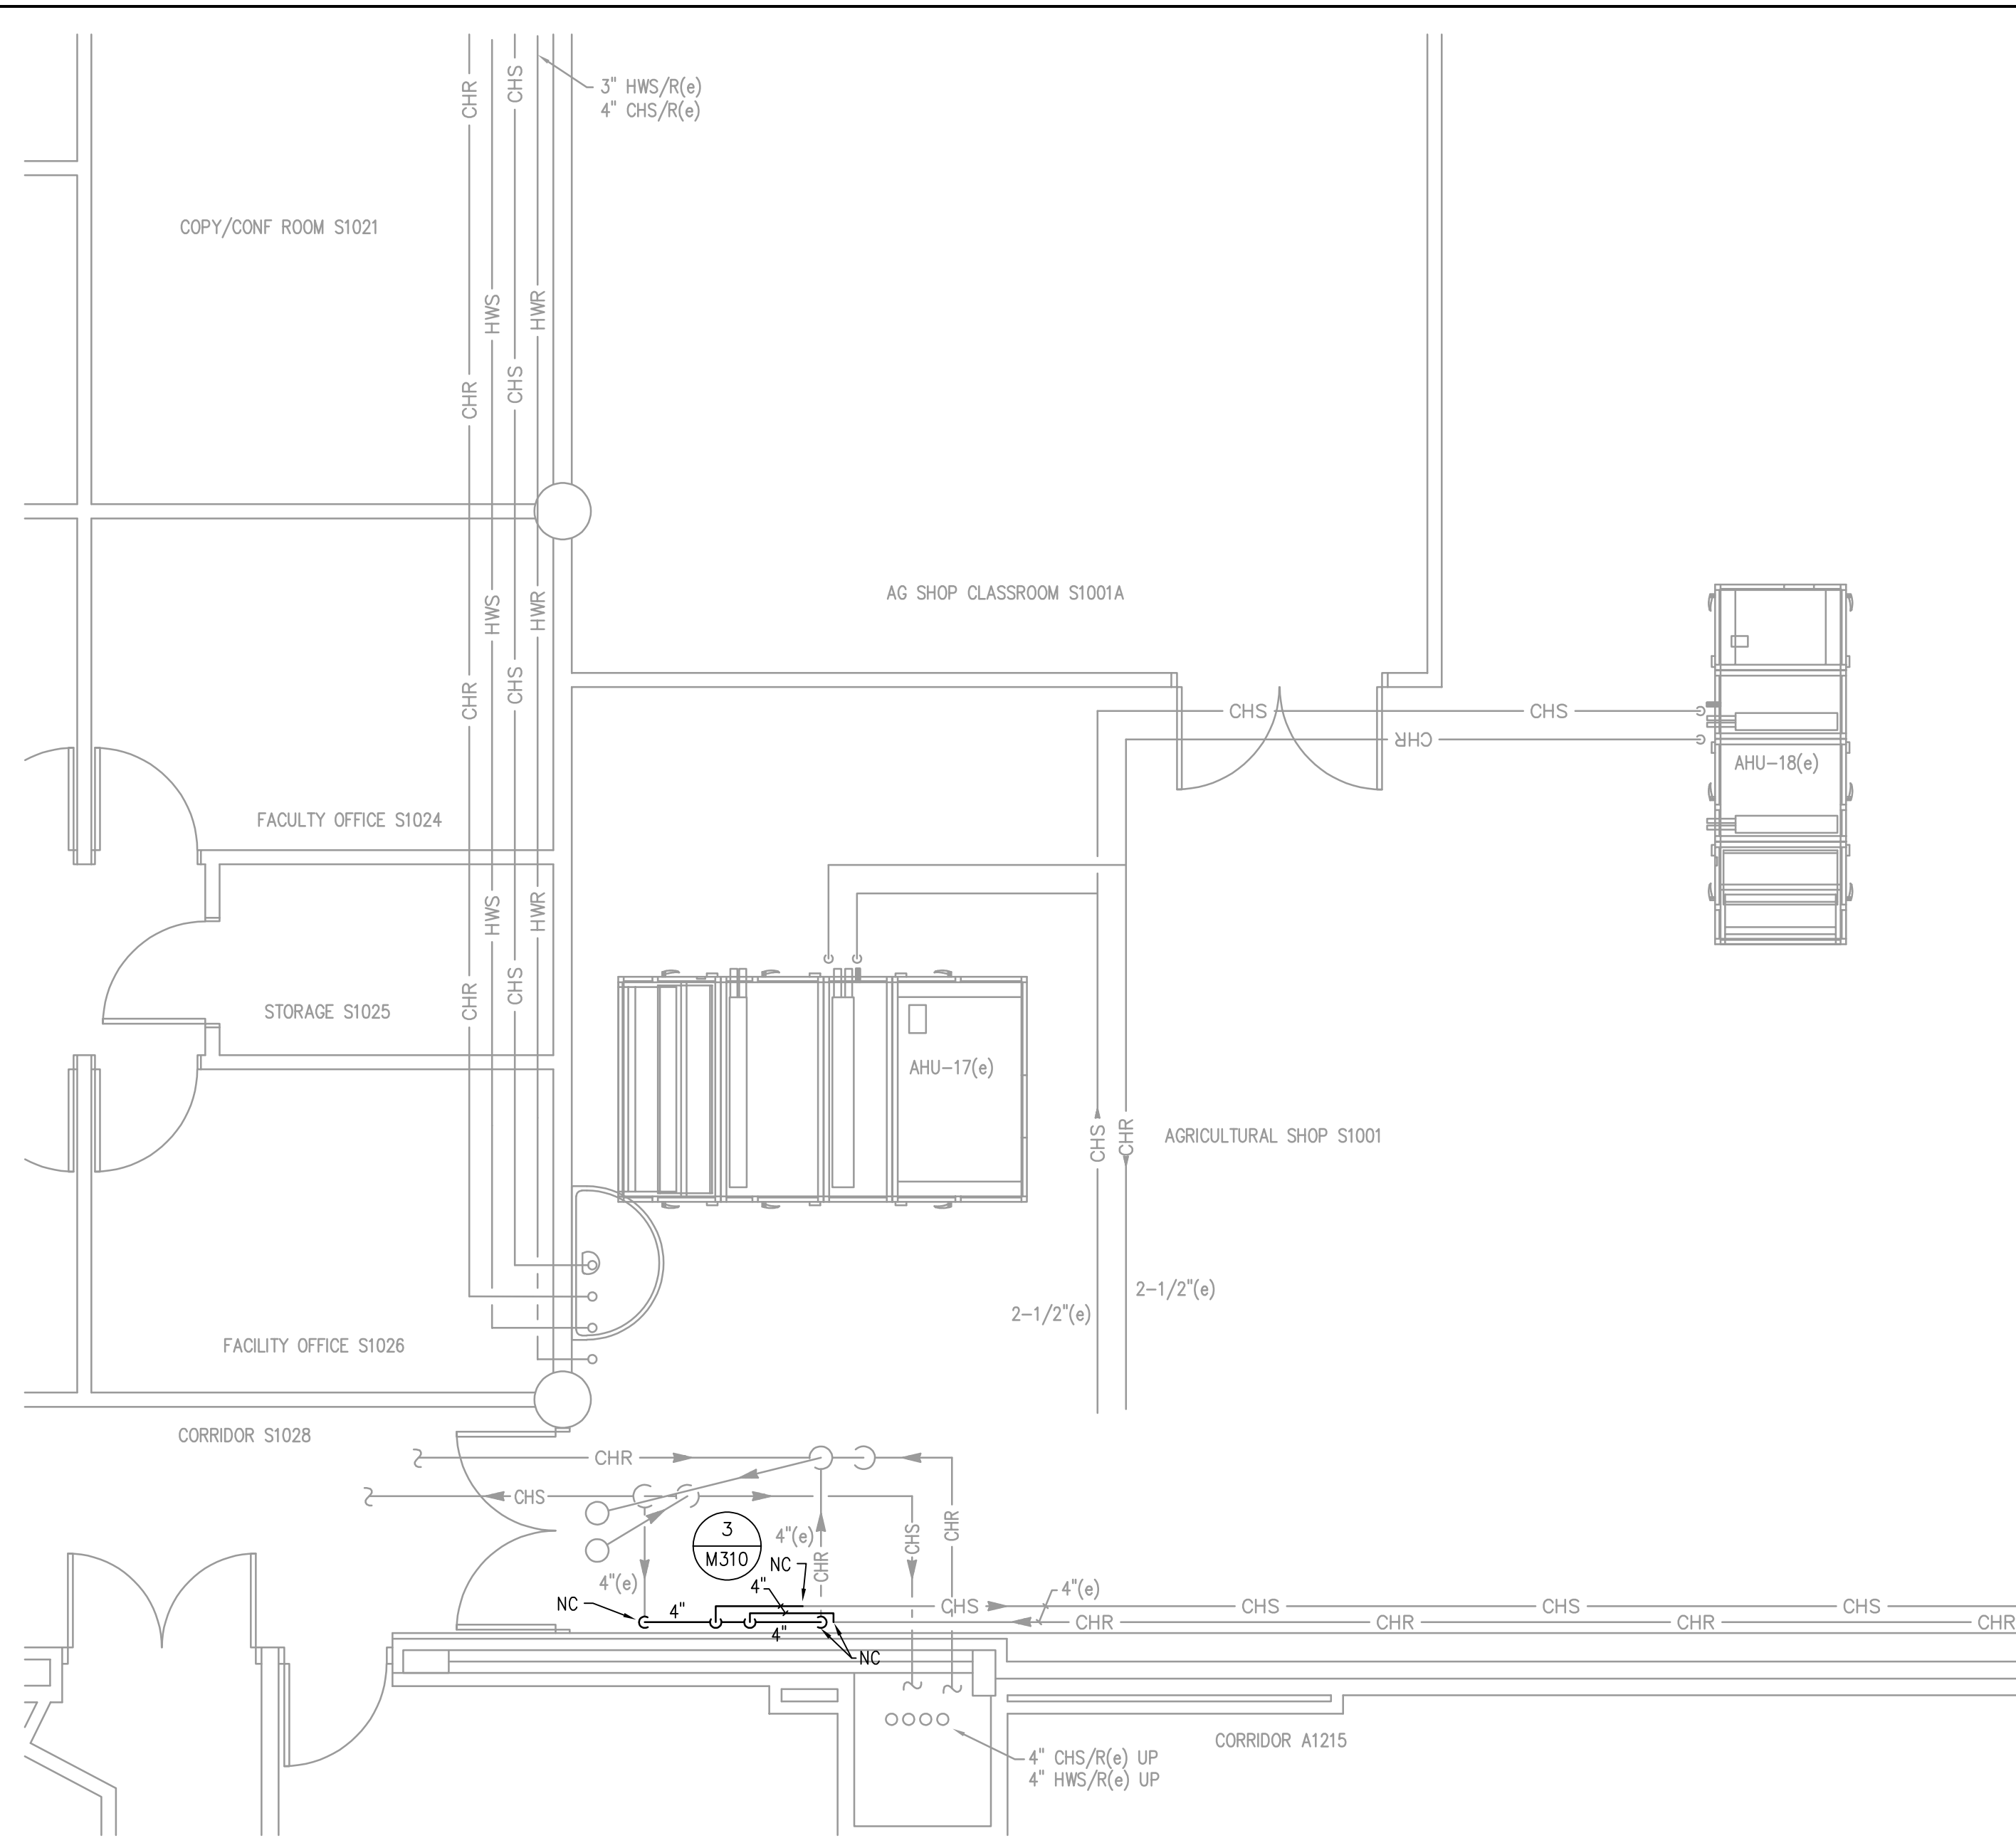 CHR
CHS
3" HWS/R(e)
4" CHS/R(e)
COPY/CONF ROOM S1021
HWS
HWR
CHR
CHS
AG SHOP CLASSROOM S1001A
HWS
HWR
CHR
CHS
CHS
CHS
CHR
AHU-18(e)
FACULTY OFFICE S1024
HWS
HWR
CHR
CHS
STORAGE S1025
AHU-17(e)
CHS
CHR
AGRICULTURAL SHOP S1001
2-1/2"(e)
2-1/2"(e)
FACILITY OFFICE S1026
CORRIDOR S1028
CHR
CHS
3
M310
4"(e)
CHS
CHR
NC
CHR
4"(e)
4"
4"(e)
NC
4"
CHS
CHS
CHS
CHS
CHR
CHR
CHR
CHR
4"
NC
CORRIDOR A1215
4" CHS/R(e) UP
4" HWS/R(e) UP